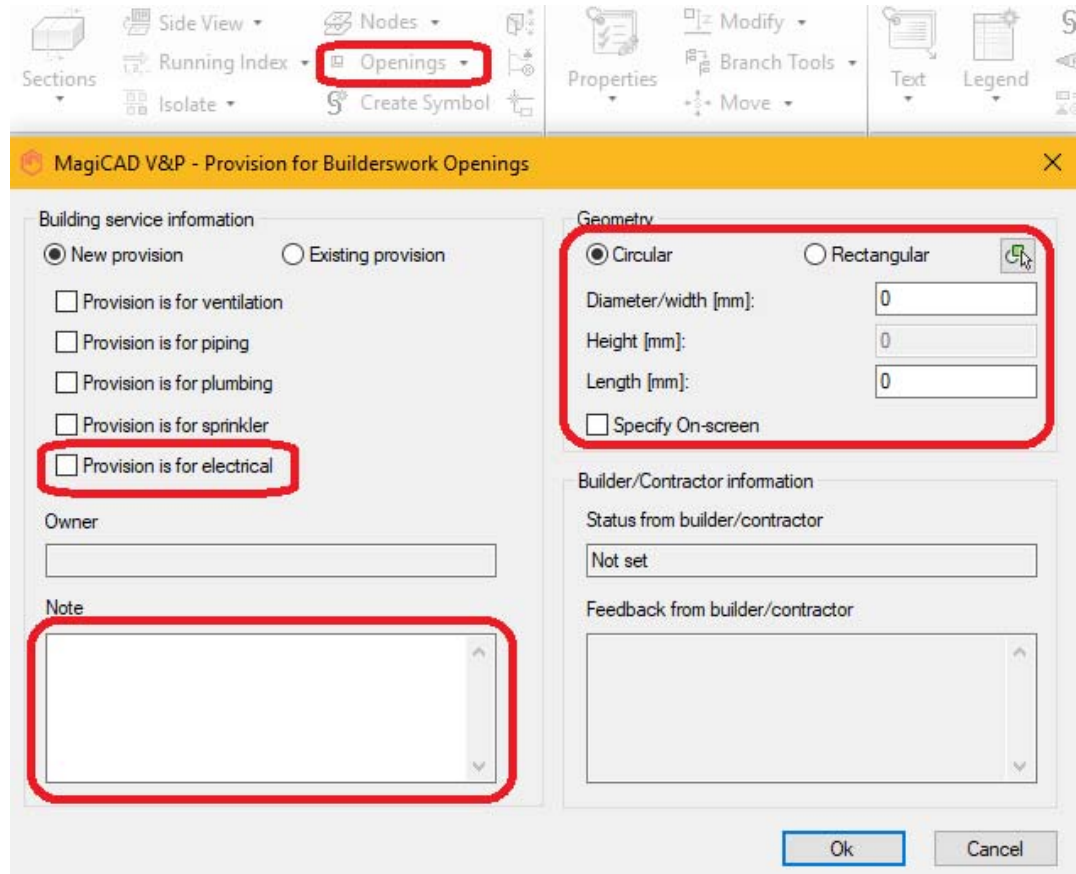 Side View
Nodes
Modify
Running Index
Openings
Branch Tools
Sections
Properties
Text
Legend
Isolate
Create Symbol
Move
MagiCAD V&P - Provision for Builderswork Openings
Building service information
New provision
Existing provision
Provision is for ventilation
Provision is for piping
Provision is for plumbing
Provision is for sprinkler
Provision is for electrical
Owner
Note
Geometry
Circular
Rectangular
Diameter/width [mm]:
0
Height [mm]:
0
Length [mm]:
0
Specify On-screen
Builder/Contractor information
Status from builder/contractor
Not set
Feedback from builder/contractor
Ok
Cancel